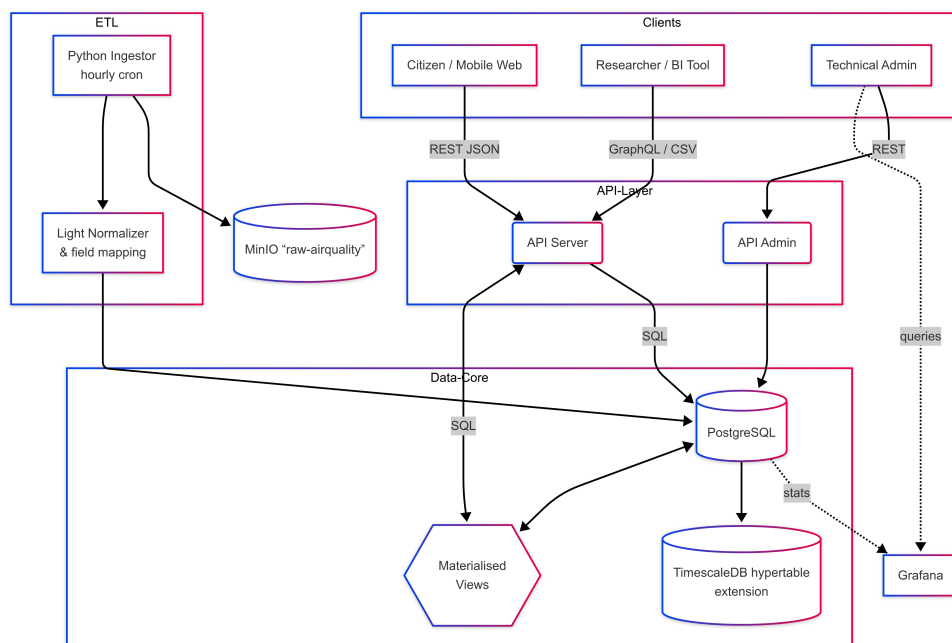 ETL
Clients
Python Ingestor
hourly cron
Citizen / Mobile Web
Researcher / BI Tool
Technical Admin
REST JSON
GraphQL / CSV
REST
API-Layer
Light Normalizer
& field mapping
MinIO “raw-airquality”
API Server
API Admin
SQL
queries
Data-Core
SQL
PostgreSQL
stats
Materialised
Views
TimescaleDB hypertable
extension
Grafana